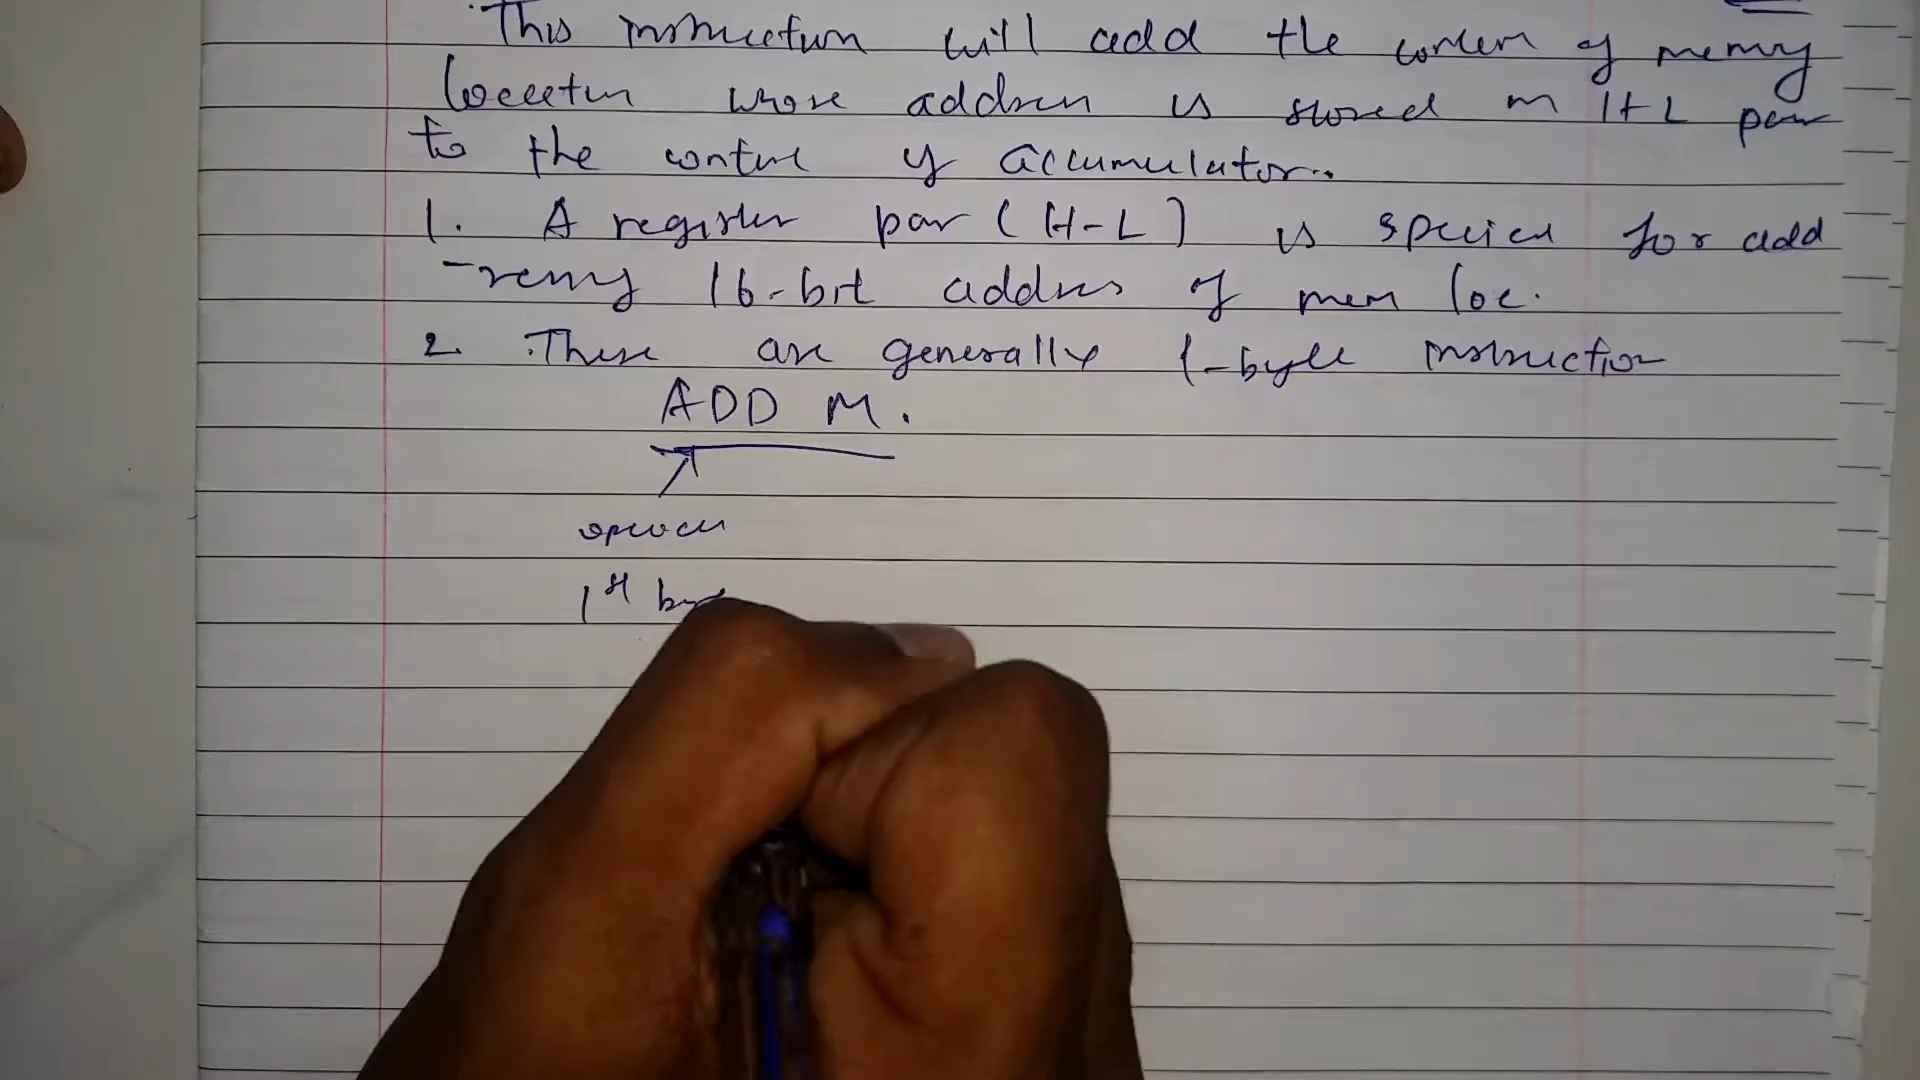 This instruction will add the content of memory
location whose address is stored in H L pair
to the content of accumulator.
1. A register pair (H-L) is special for add
-ressing 16-bit address of mem loc.
2. These are generally 1-byte instruction
ADD M.
opcode
1st by